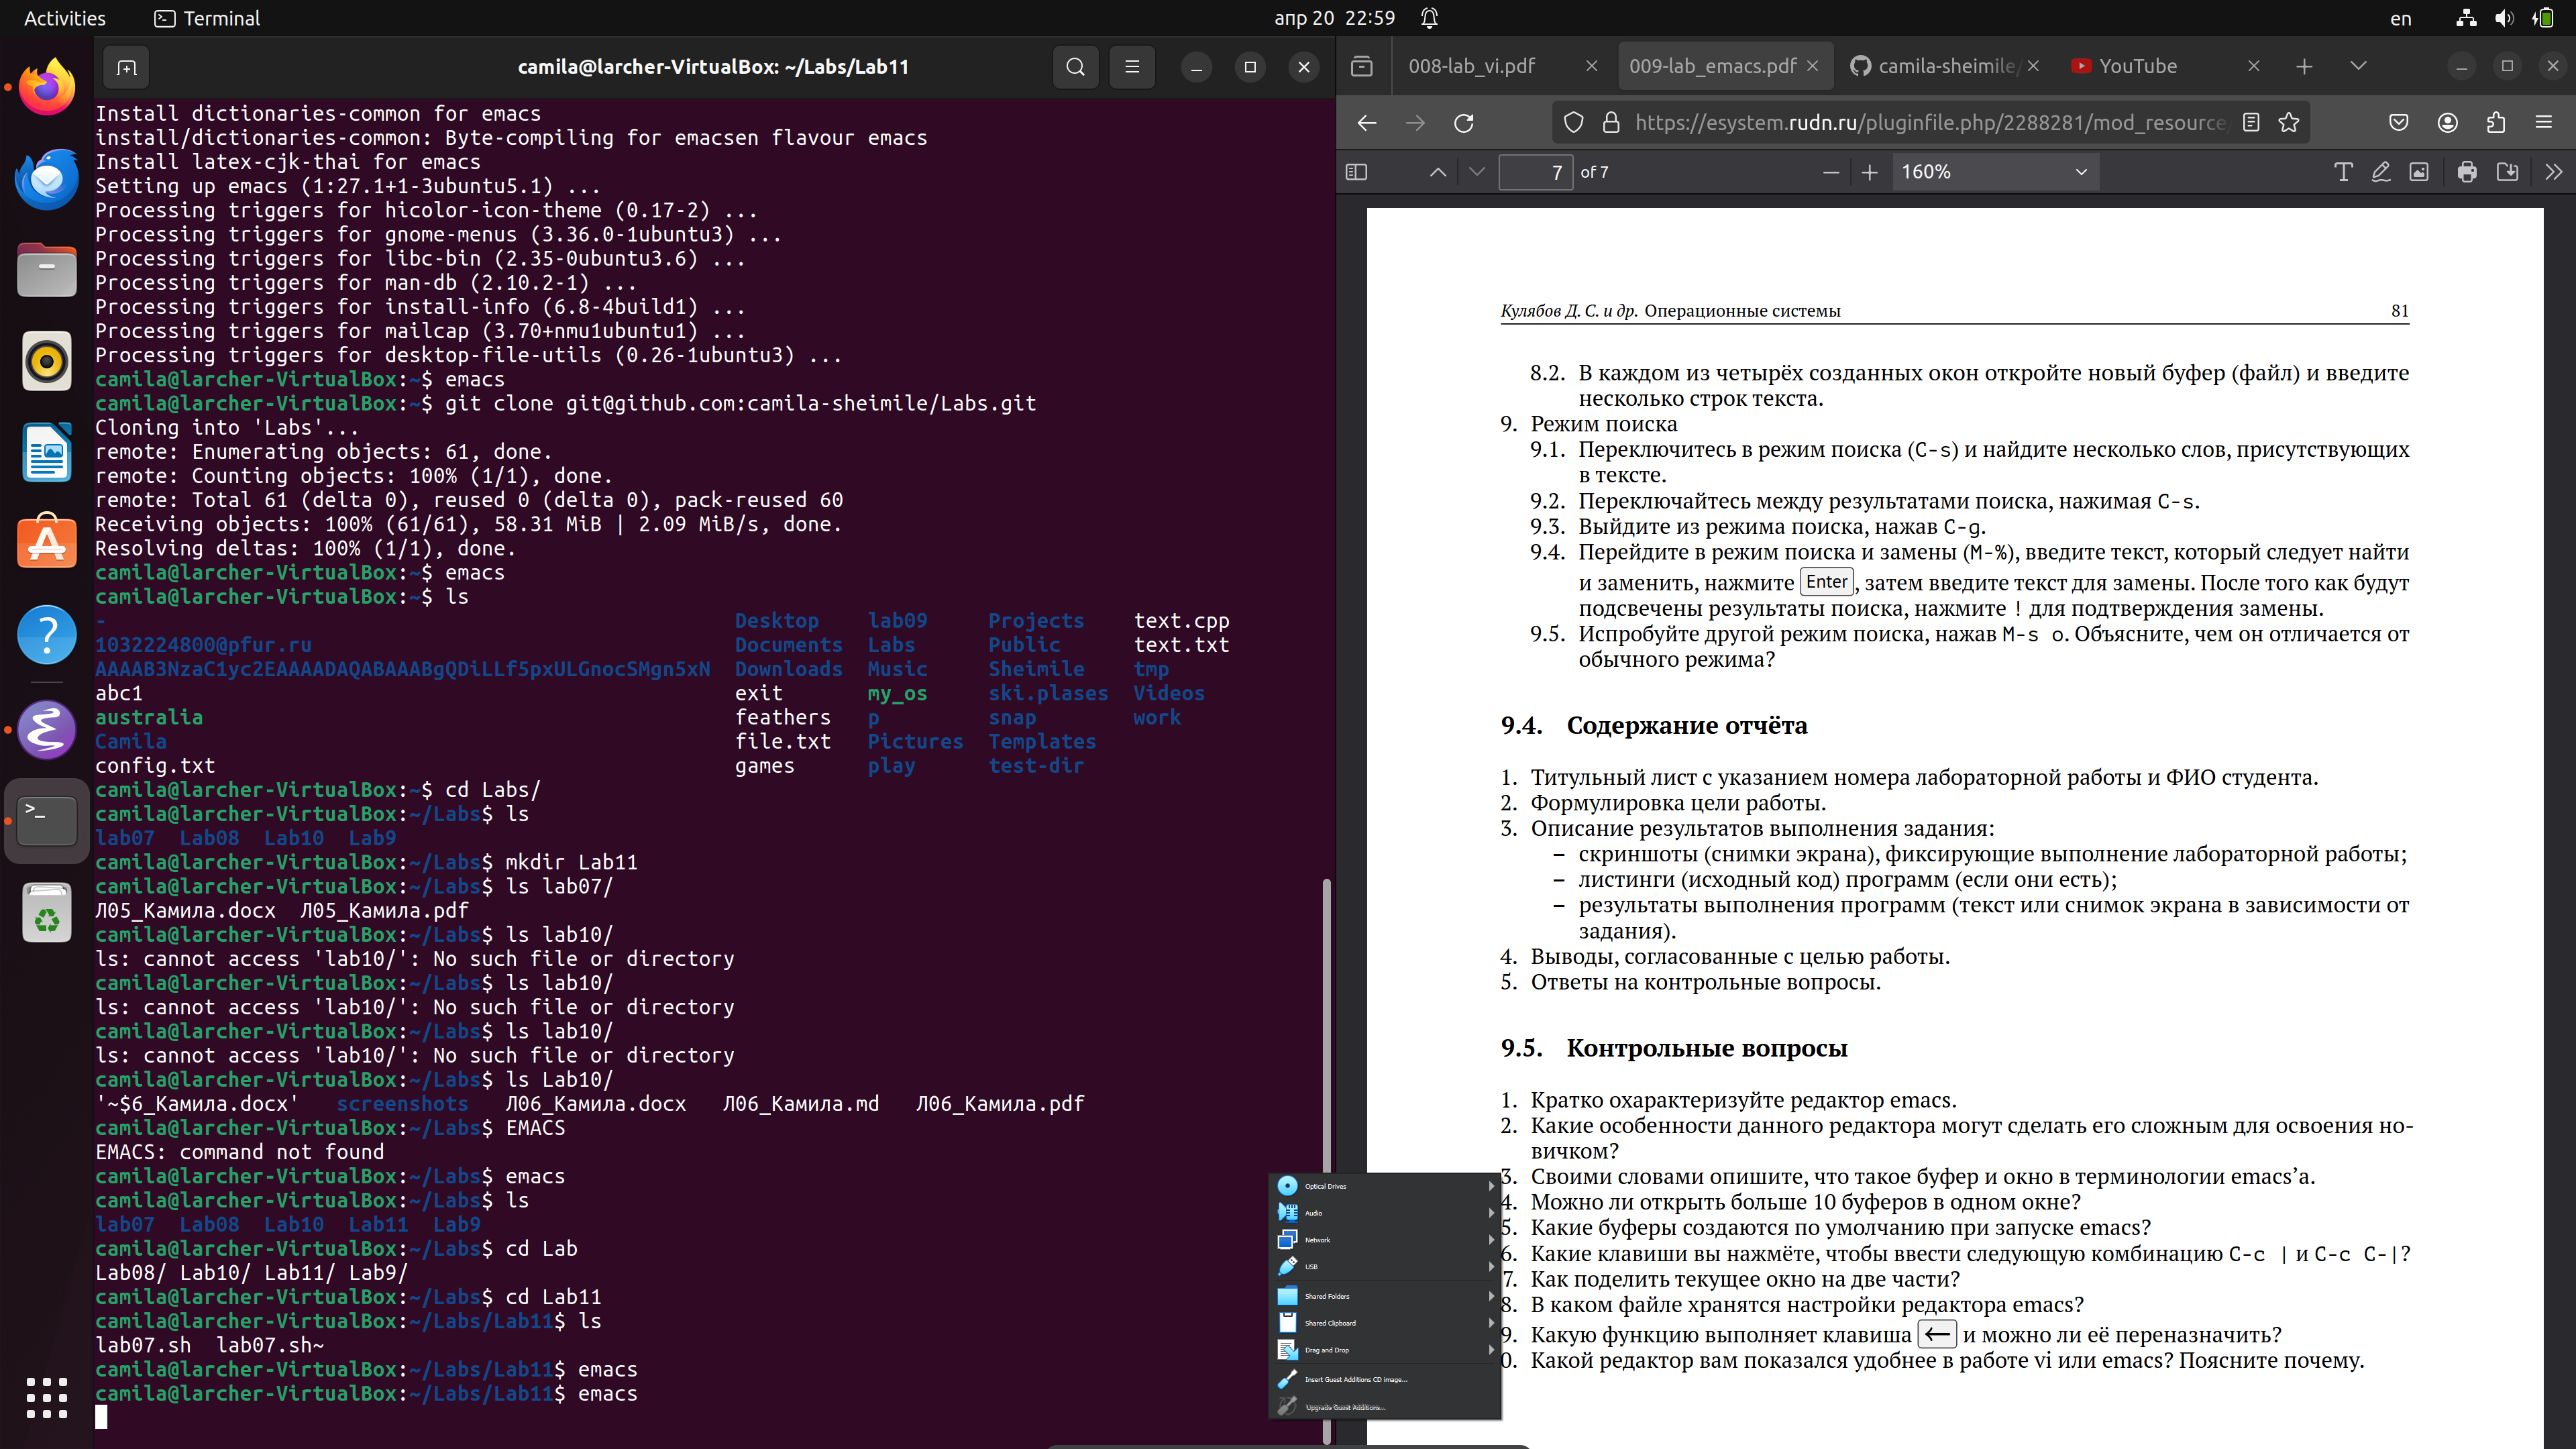 Activities
Terminal
апр 20 22:59
en
camila@larcher-VirtualBox: ~/Labs/Lab11
Install dictionaries-common for emacs
install/dictionaries-common: Byte-compiling for emacsen flavour emacs
Install latex-cjk-thai for emacs
Setting up emacs (1:27.1+1-3ubuntu5.1) ...
Processing triggers for hicolor-icon-theme (0.17-2) ...
Processing triggers for gnome-menus (3.36.0-1ubuntu3) ...
Processing triggers for libc-bin (2.35-0ubuntu3.6) ...
Processing triggers for man-db (2.10.2-1) ...
Processing triggers for install-info (6.8-4build1) ...
Processing triggers for mailcap (3.70+nmu1ubuntu1) ...
Processing triggers for desktop-file-utils (0.26-1ubuntu3) ...
camila@larcher-VirtualBox:~$ emacs
camila@larcher-VirtualBox:~$ git clone git@github.com:camila-sheimile/Labs.git
Cloning into 'Labs'...
remote: Enumerating objects: 61, done.
remote: Counting objects: 100% (1/1), done.
remote: Total 61 (delta 0), reused 0 (delta 0), pack-reused 60
Receiving objects: 100% (61/61), 58.31 MiB | 2.09 MiB/s, done.
Resolving deltas: 100% (1/1), done.
camila@larcher-VirtualBox:~$ emacs
camila@larcher-VirtualBox:~$ ls
- Desktop lab09 Projects text.cpp
1032224800@pfur.ru Documents Labs Public text.txt
AAAAB3NzaC1yc2EAAAADAQABAAABgQDiLLf5pxULGnocSMgn5xN Downloads Music Sheimile tmp
abc1 exit my_os ski.plases Videos
australia feathers p snap work
Camila file.txt Pictures Templates
config.txt games play test-dir
camila@larcher-VirtualBox:~$ cd Labs/
camila@larcher-VirtualBox:~/Labs$ ls
lab07 Lab08 Lab10 Lab9
camila@larcher-VirtualBox:~/Labs$ mkdir Lab11
camila@larcher-VirtualBox:~/Labs$ ls lab07/
Л05_Камила.docx Л05_Камила.pdf
camila@larcher-VirtualBox:~/Labs$ ls lab10/
ls: cannot access 'lab10/': No such file or directory
camila@larcher-VirtualBox:~/Labs$ ls lab10/
ls: cannot access 'lab10/': No such file or directory
camila@larcher-VirtualBox:~/Labs$ ls lab10/
ls: cannot access 'lab10/': No such file or directory
camila@larcher-VirtualBox:~/Labs$ ls Lab10/
'~$6_Камила.docx' screenshots Л06_Камила.docx Л06_Камила.md Л06_Камила.pdf
camila@larcher-VirtualBox:~/Labs$ EMACS
EMACS: command not found
camila@larcher-VirtualBox:~/Labs$ emacs
camila@larcher-VirtualBox:~/Labs$ ls
lab07 Lab08 Lab10 Lab11 Lab9
camila@larcher-VirtualBox:~/Labs$ cd Lab
Lab08/ Lab10/ Lab11/ Lab9/
camila@larcher-VirtualBox:~/Labs$ cd Lab11
camila@larcher-VirtualBox:~/Labs/Lab11$ ls
lab07.sh lab07.sh~
camila@larcher-VirtualBox:~/Labs/Lab11$ emacs
camila@larcher-VirtualBox:~/Labs/Lab11$ emacs
Optical Drives
Audio
Network
USB
Shared Folders
Shared Clipboard
Drag and Drop
Insert Guest Additions CD image...
Upgrade Guest Additions...
008-lab_vi.pdf
009-lab_emacs.pdf
camila-sheimile/
YouTube
https://esystem.rudn.ru/pluginfile.php/2288281/mod_resource/
7 of 7
160%
Кулябов Д. С. и др. Операционные системы 81
8.2. В каждом из четырёх созданных окон откройте новый буфер (файл) и введите
несколько строк текста.
9. Режим поиска
9.1. Переключитесь в режим поиска (C-s) и найдите несколько слов, присутствующих
в тексте.
9.2. Переключайтесь между результатами поиска, нажимая C-s.
9.3. Выйдите из режима поиска, нажав C-g.
9.4. Перейдите в режим поиска и замены (M-%), введите текст, который следует найти
и заменить, нажмите Enter, затем введите текст для замены. После того как будут
подсвечены результаты поиска, нажмите ! для подтверждения замены.
9.5. Испробуйте другой режим поиска, нажав M-s o. Объясните, чем он отличается от
обычного режима?
9.4. Содержание отчёта
1. Титульный лист с указанием номера лабораторной работы и ФИО студента.
2. Формулировка цели работы.
3. Описание результатов выполнения задания:
– скриншоты (снимки экрана), фиксирующие выполнение лабораторной работы;
– листинги (исходный код) программ (если они есть);
– результаты выполнения программ (текст или снимок экрана в зависимости от
задания).
4. Выводы, согласованные с целью работы.
5. Ответы на контрольные вопросы.
9.5. Контрольные вопросы
1. Кратко охарактеризуйте редактор emacs.
2. Какие особенности данного редактора могут сделать его сложным для освоения но-
вичком?
3. Своими словами опишите, что такое буфер и окно в терминологии emacs’а.
4. Можно ли открыть больше 10 буферов в одном окне?
5. Какие буферы создаются по умолчанию при запуске emacs?
6. Какие клавиши вы нажмёте, чтобы ввести следующую комбинацию C-c | и C-c C-|?
7. Как поделить текущее окно на две части?
8. В каком файле хранятся настройки редактора emacs?
9. Какую функцию выполняет клавиша ← и можно ли её переназначить?
0. Какой редактор вам показался удобнее в работе vi или emacs? Поясните почему.